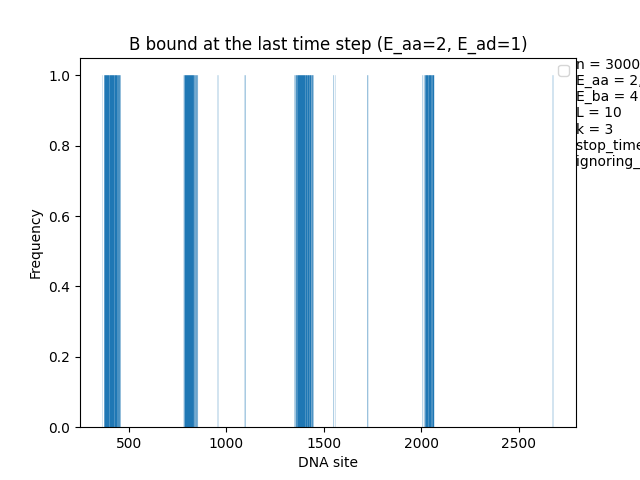 B bound at the last time step (E_aa=2, E_ad=1)
n = 3000
E_aa = 2,
E_ba = 4
L = 10
k = 3
stop_time
ignoring_
1.0
0.8
0.6
0.4
0.2
0.0
Frequency
500
1000
1500
2000
2500
DNA site